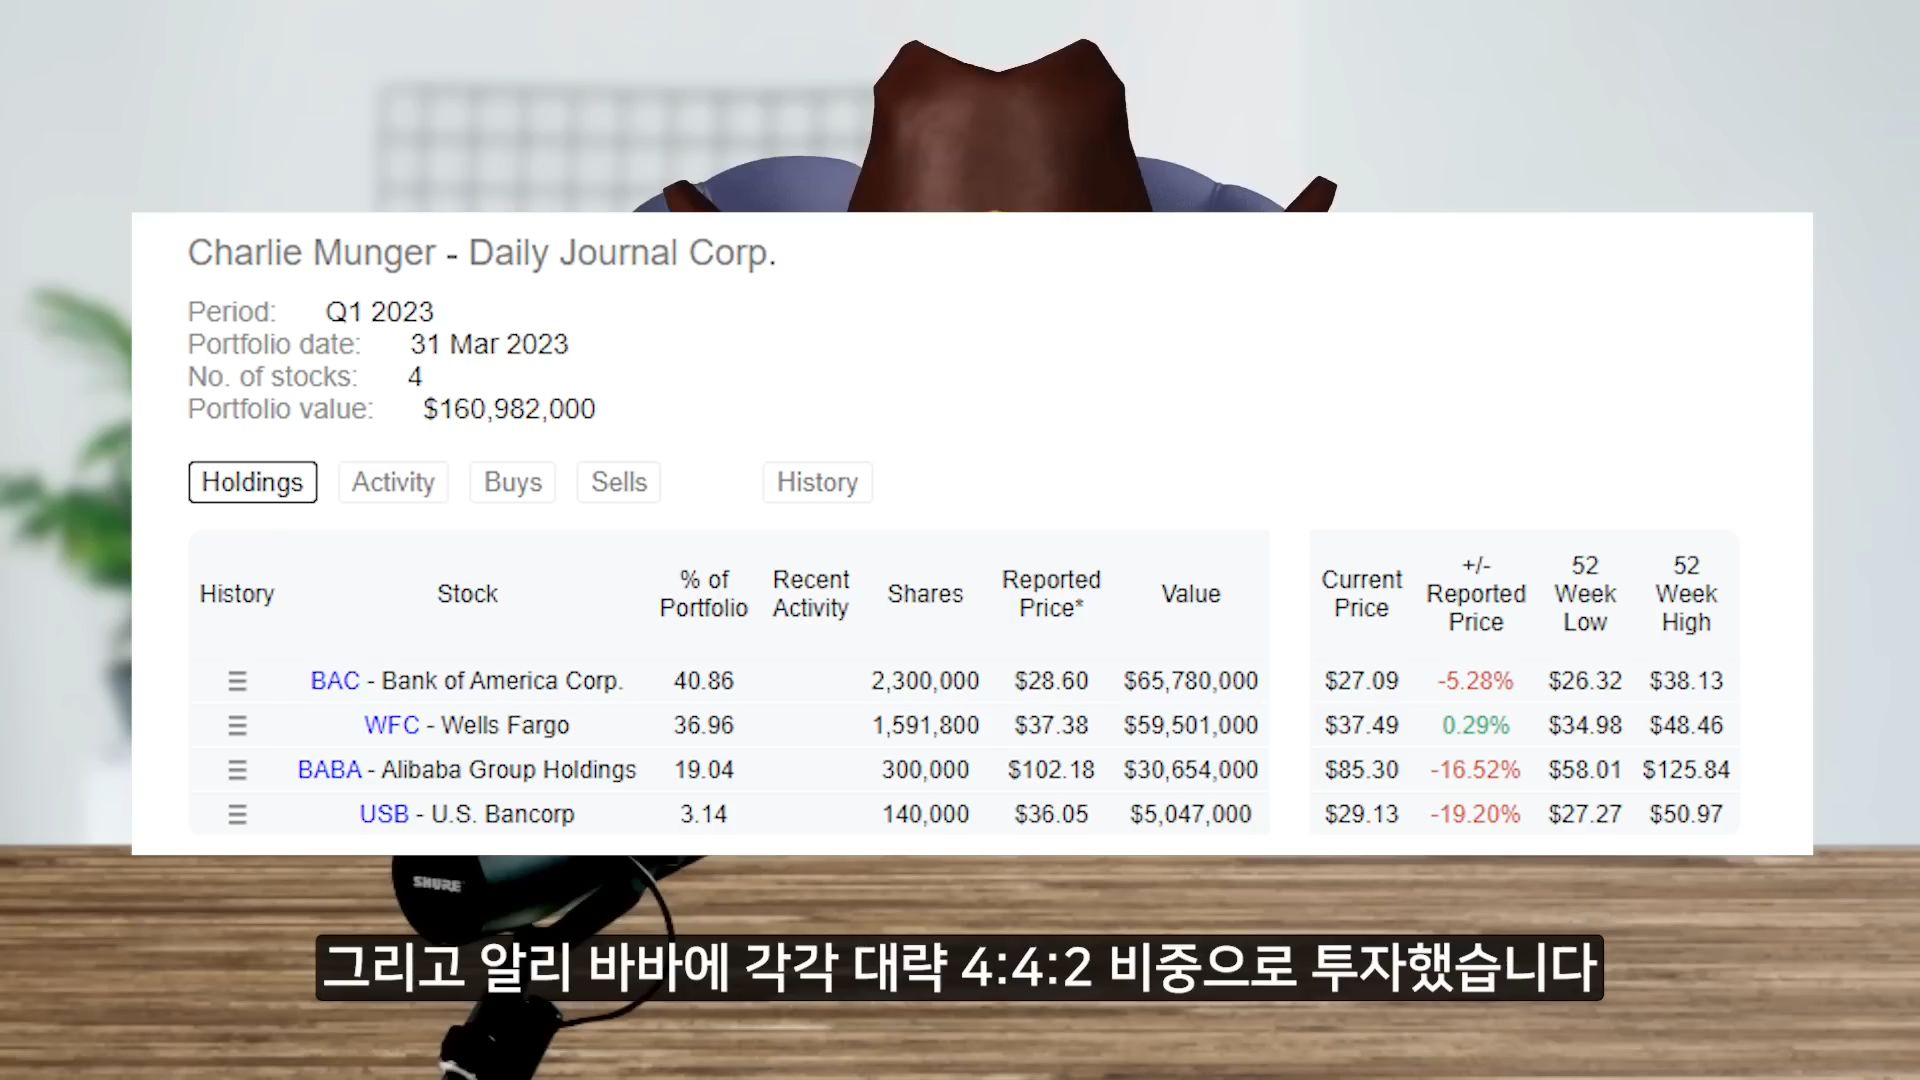 Charlie Munger - Daily Journal Corp.
Period: Q1 2023
Portfolio date: 31 Mar 2023
No. of stocks: 4
Portfolio value: $160,982,000
Holdings Activity Buys Sells History
History Stock % of Portfolio Recent Activity Shares Reported Price* Value Current Price +/- Reported Price 52 Week Low 52 Week High
BAC - Bank of America Corp. 40.86 2,300,000 $28.60 $65,780,000 $27.09 -5.28% $26.32 $38.13
WFC - Wells Fargo 36.96 1,591,800 $37.38 $59,501,000 $37.49 0.29% $34.98 $48.46
BABA - Alibaba Group Holdings 19.04 300,000 $102.18 $30,654,000 $85.30 -16.52% $58.01 $125.84
USB - U.S. Bancorp 3.14 140,000 $36.05 $5,047,000 $29.13 -19.20% $27.27 $50.97
SHURE
그리고 알리 바바에 각각 대략 4:4:2 비중으로 투자했습니다